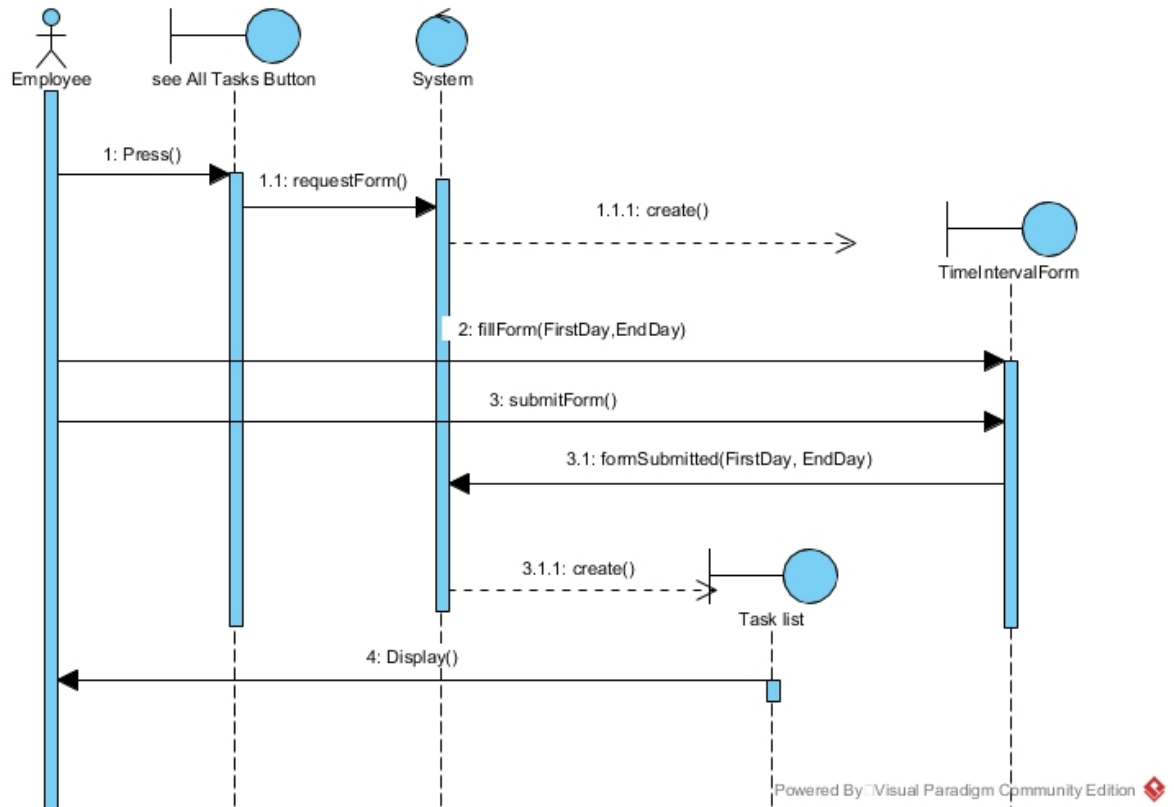 Employee
see All Tasks Button
System
1: Press()
1.1: requestForm()
1.1.1: create()
TimeIntervalForm
2: fillForm(FirstDay,EndDay)
3: submitForm()
3.1: formSubmitted(FirstDay, EndDay)
3.1.1: create()
Task list
4: Display()
Powered By Visual Paradigm Community Edition